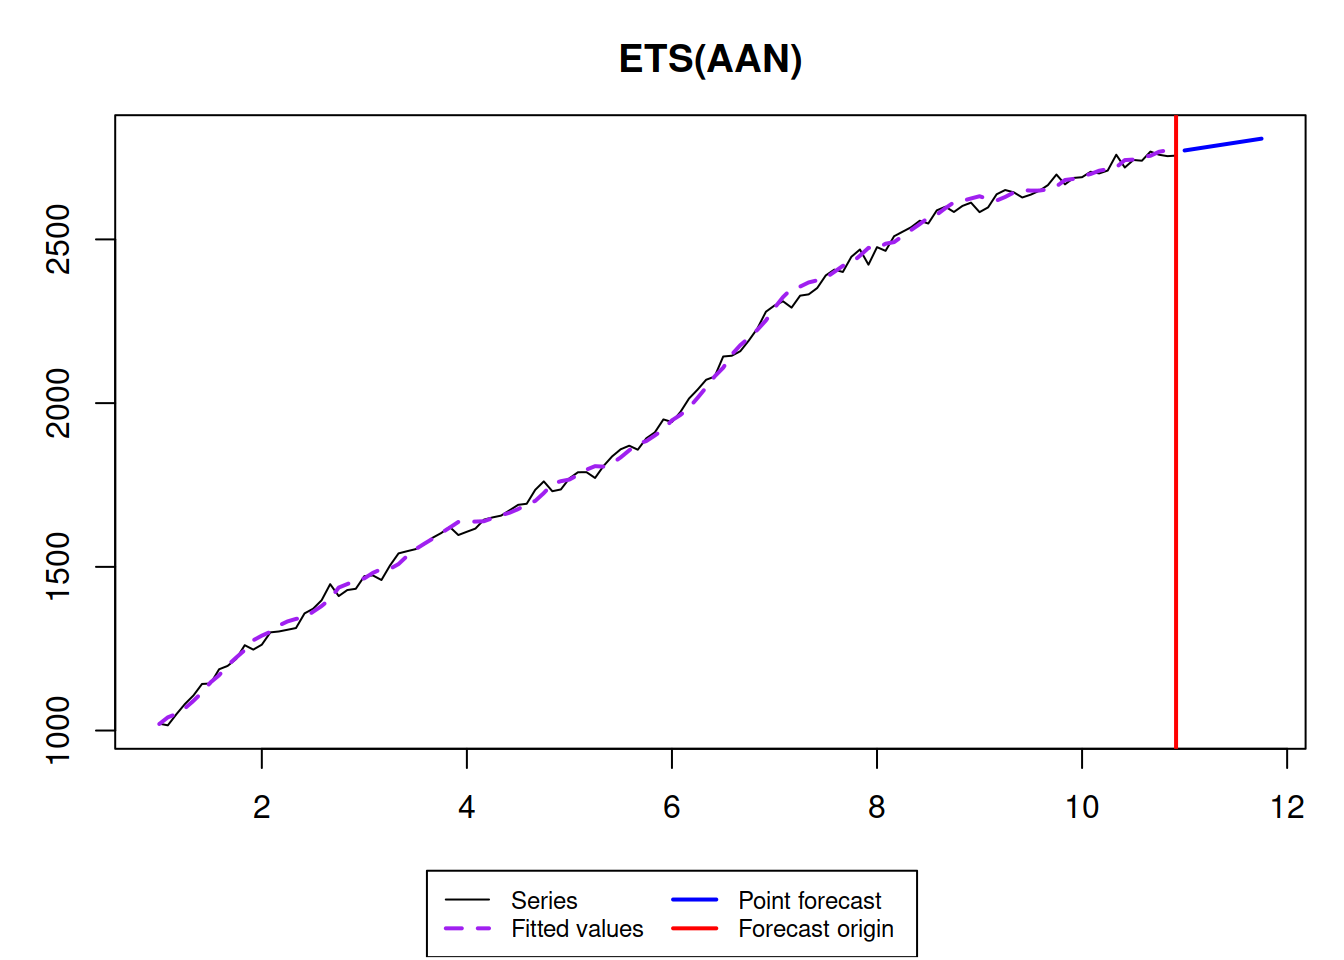 ETS(AAN)
2500
2000
1500
1000
2 4 6 8 10 12
Series Point forecast
Fitted values Forecast origin